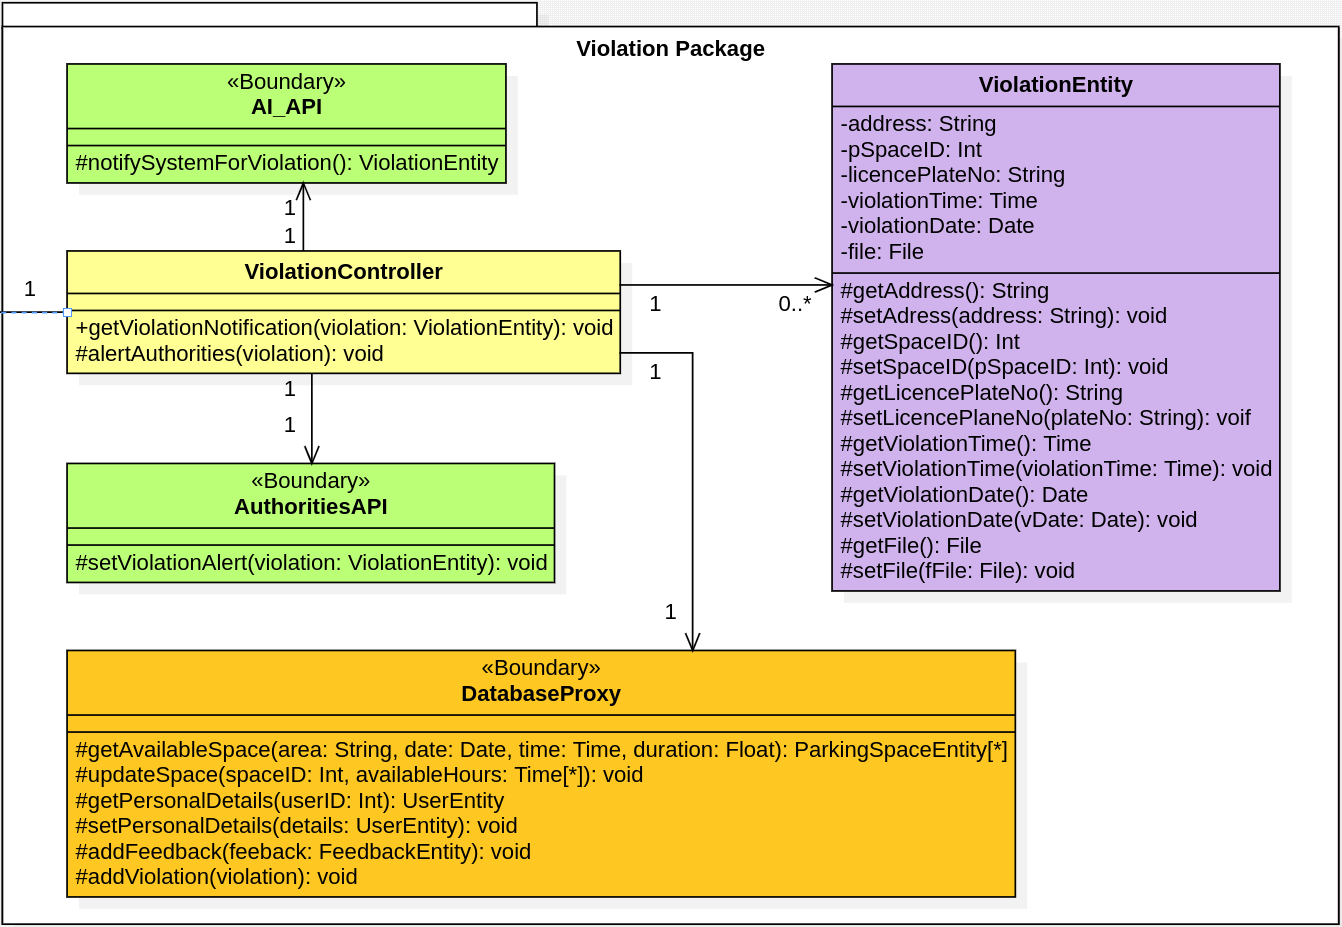 Violation Package
«Boundary»
AI_API
#notifySystemForViolation(): ViolationEntity
1
1
ViolationController
+getViolationNotification(violation: ViolationEntity): void
#alertAuthorities(violation): void
1
1
1
«Boundary»
AuthoritiesAPI
#setViolationAlert(violation: ViolationEntity): void
1
0..*
1
1
ViolationEntity
-address: String
-pSpaceID: Int
-licencePlateNo: String
-violationTime: Time
-violationDate: Date
-file: File
#getAddress(): String
#setAdress(address: String): void
#getSpaceID(): Int
#setSpaceID(pSpaceID: Int): void
#getLicencePlateNo(): String
#setLicencePlaneNo(plateNo: String): voif
#getViolationTime(): Time
#setViolationTime(violationTime: Time): void
#getViolationDate(): Date
#setViolationDate(vDate: Date): void
#getFile(): File
#setFile(fFile: File): void
«Boundary»
DatabaseProxy
#getAvailableSpace(area: String, date: Date, time: Time, duration: Float): ParkingSpaceEntity[*]
#updateSpace(spaceID: Int, availableHours: Time[*]): void
#getPersonalDetails(userID: Int): UserEntity
#setPersonalDetails(details: UserEntity): void
#addFeedback(feeback: FeedbackEntity): void
#addViolation(violation): void